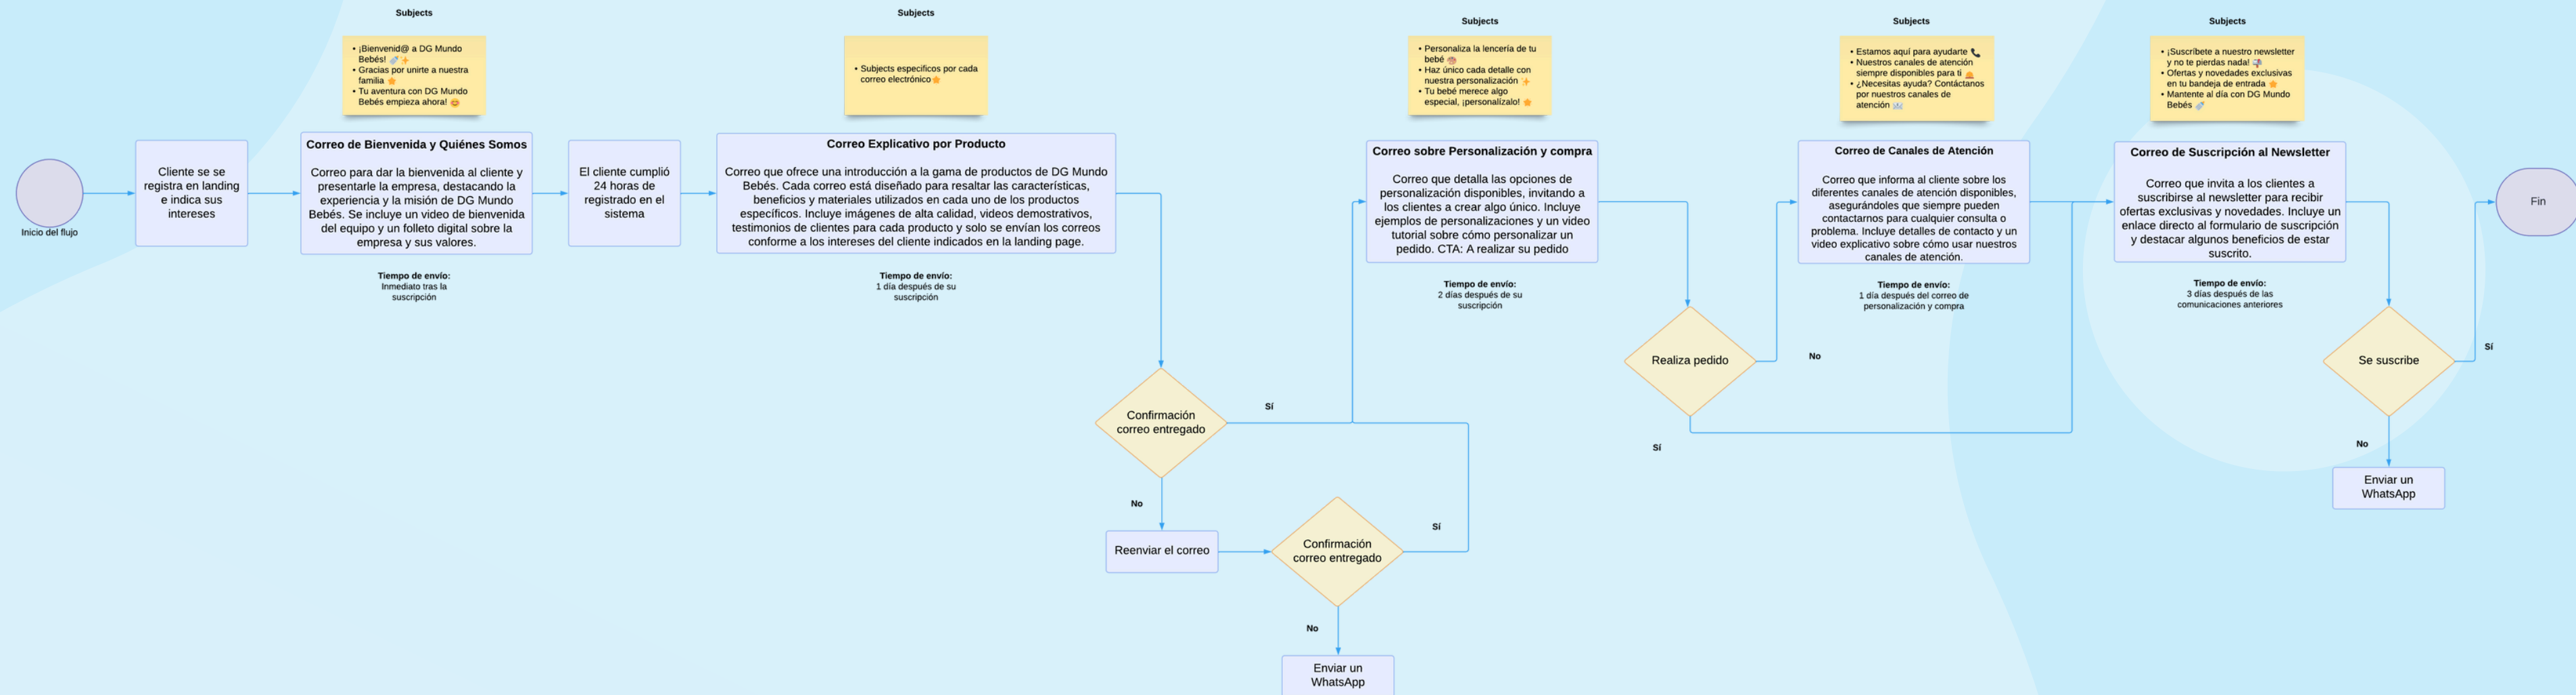 Subjects
• ¡Bienvenid@ a DG Mundo
Bebés! 🍼✨
• Gracias por unirte a nuestra
familia 🌟
• Tu aventura con DG Mundo
Bebés empieza ahora! 😊
Subjects
• Subjects especificos por cada
correo electrónico🌟
Subjects
• Personaliza la lencería de tu
bebé 👶
• Haz único cada detalle con
nuestra personalización ✨
• Tu bebé merece algo
especial, ¡personalízalo! 🌟
Subjects
• Estamos aquí para ayudarte 📞
• Nuestros canales de atención
siempre disponibles para ti 🛎️
• ¿Necesitas ayuda? Contáctanos
por nuestros canales de
atención 📧
Subjects
• ¡Suscríbete a nuestro newsletter
y no te pierdas nada! 📬
• Ofertas y novedades exclusivas
en tu bandeja de entrada 🌟
• Mantente al día con DG Mundo
Bebés 🍼
Inicio del flujo
Cliente se se
registra en landing
e indica sus
intereses
Correo de Bienvenida y Quiénes Somos
Correo para dar la bienvenida al cliente y
presentarle la empresa, destacando la
experiencia y la misión de DG Mundo
Bebés. Se incluye un video de bienvenida
del equipo y un folleto digital sobre la
empresa y sus valores.
Tiempo de envío:
Inmediato tras la
suscripción
El cliente cumplió
24 horas de
registrado en el
sistema
Correo Explicativo por Producto
Correo que ofrece una introducción a la gama de productos de DG Mundo
Bebés. Cada correo está diseñado para resaltar las características,
beneficios y materiales utilizados en cada uno de los productos
específicos. Incluye imágenes de alta calidad, videos demostrativos,
testimonios de clientes para cada producto y solo se envían los correos
conforme a los intereses del cliente indicados en la landing page.
Tiempo de envío:
1 día después de su
suscripción
Confirmación
correo entregado
Sí
No
Reenviar el correo
Confirmación
correo entregado
Sí
No
Enviar un
WhatsApp
Correo sobre Personalización y compra
Correo que detalla las opciones de
personalización disponibles, invitando a
los clientes a crear algo único. Incluye
ejemplos de personalizaciones y un video
tutorial sobre cómo personalizar un
pedido. CTA: A realizar su pedido
Tiempo de envío:
2 días después de su
suscripción
Realiza pedido
No
Sí
Correo de Canales de Atención
Correo que informa al cliente sobre los
diferentes canales de atención disponibles,
asegurándoles que siempre pueden
contactarnos para cualquier consulta o
problema. Incluye detalles de contacto y un
video explicativo sobre cómo usar nuestros
canales de atención.
Tiempo de envío:
1 día después del correo de
personalización y compra
Correo de Suscripción al Newsletter
Correo que invita a los clientes a
suscribirse al newsletter para recibir
ofertas exclusivas y novedades. Incluye un
enlace directo al formulario de suscripción
y destacar algunos beneficios de estar
suscrito.
Tiempo de envío:
3 días después de las
comunicaciones anteriores
Se suscribe
Sí
No
Enviar un
WhatsApp
Fin